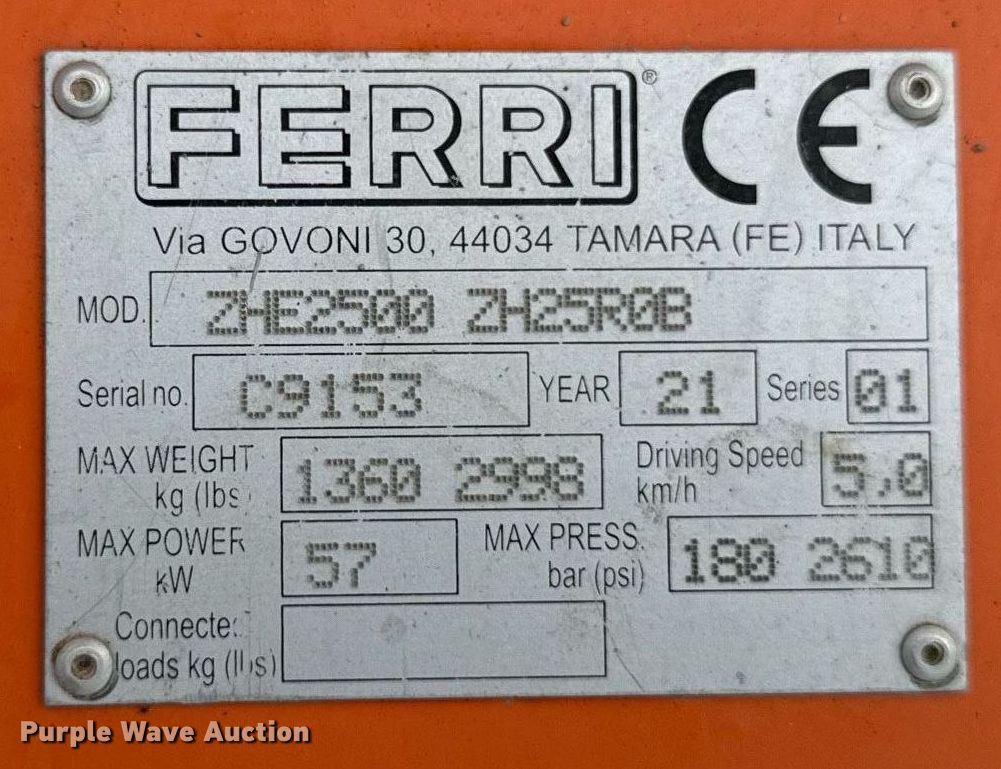 FERRI® CE
Via GOVONI 30, 44034 TAMARA (FE) ITALY
MOD. ZHE2500 ZH25R0B
Serial no. C9153 YEAR 21 Series 01
MAX WEIGHT kg (lbs) 1360 2998 Driving Speed km/h 5,0
MAX POWER kW 57 MAX PRESS. bar (psi) 180 2610
Connecte
loads kg (lbs)
Purple Wave Auction